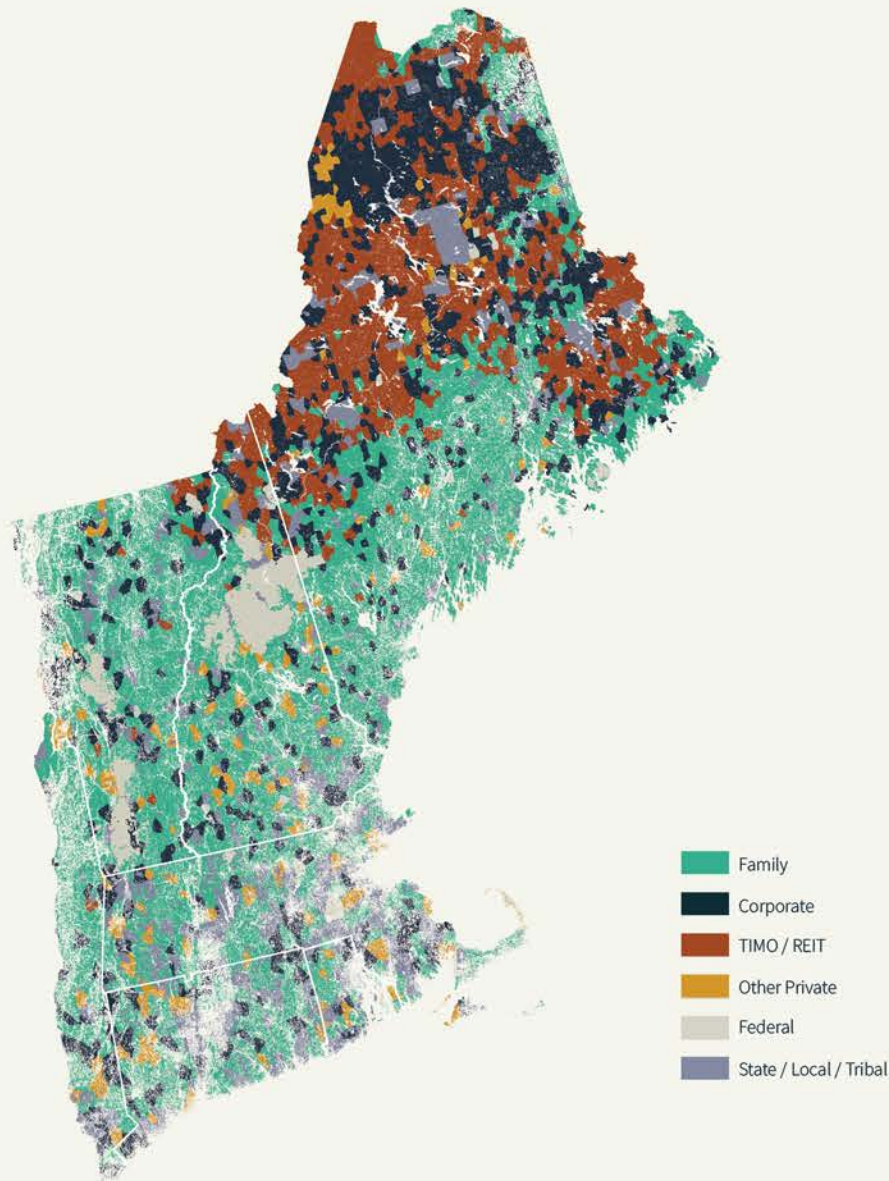 Family
Corporate
TIMO / REIT
Other Private
Federal
State / Local / Tribal